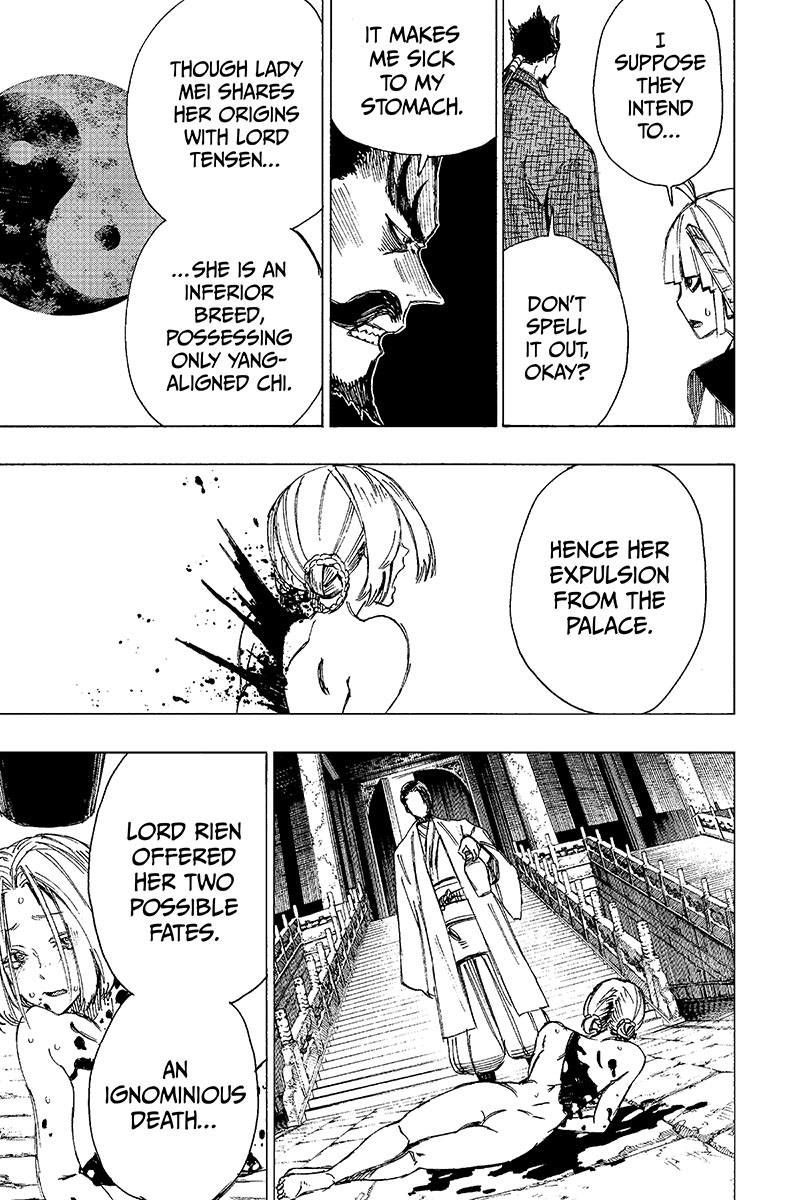 I
SUPPOSE
THEY
INTEND
TO...
DON'T
SPELL
IT OUT,
OKAY?
IT MAKES
ME SICK
TO MY
STOMACH.
THOUGH LADY
MEI SHARES
HER ORIGINS
WITH LORD
TENSEN...
...SHE IS AN
INFERIOR
BREED,
POSSESSING
ONLY YANG-
ALIGNED CHI.
HENCE HER
EXPULSION
FROM THE
PALACE.
LORD RIEN
OFFERED
HER TWO
POSSIBLE
FATES.
AN
IGNOMINIOUS
DEATH...